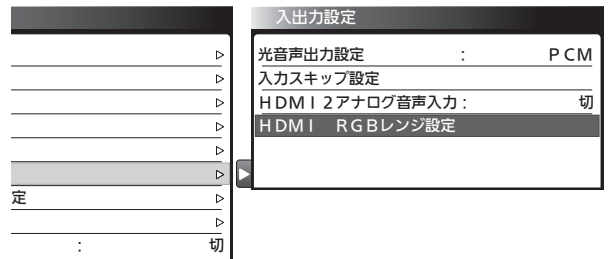 入出力設定
光音声出力設定 : PCM
入力スキップ設定
HDMI2アナログ音声入力: 切
HDMI RGBレンジ設定
定
: 切